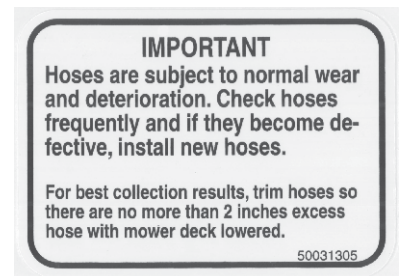 IMPORTANT
Hoses are subject to normal wear
and deterioration. Check hoses
frequently and if they become de-
fective, install new hoses.
For best collection results, trim hoses so
there are no more than 2 inches excess
hose with mower deck lowered.
50031305